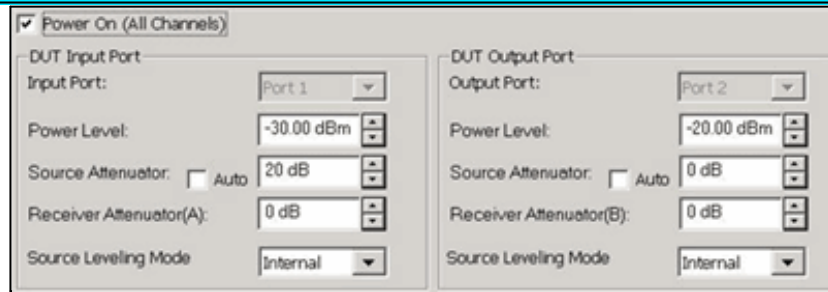 Power On (All Channels)
DUT Input Port
Input Port: Port 1
Power Level: -30.00 dBm
Source Attenuator: Auto 20 dB
Receiver Attenuator(A): 0 dB
Source Leveling Mode Internal
DUT Output Port
Output Port: Port 2
Power Level: -20.00 dBm
Source Attenuator: Auto 0 dB
Receiver Attenuator(B): 0 dB
Source Leveling Mode Internal